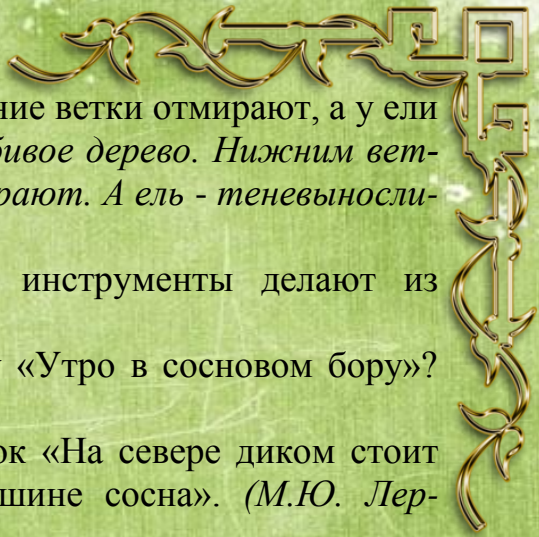 ние ветки отмирают, а у ели
бивое дерево. Нижним вет-
рают. А ель - теневыносли-
инструменты делают из
«Утро в сосновом бору»?
ок «На севере диком стоит
шине сосна». (М.Ю. Лер-